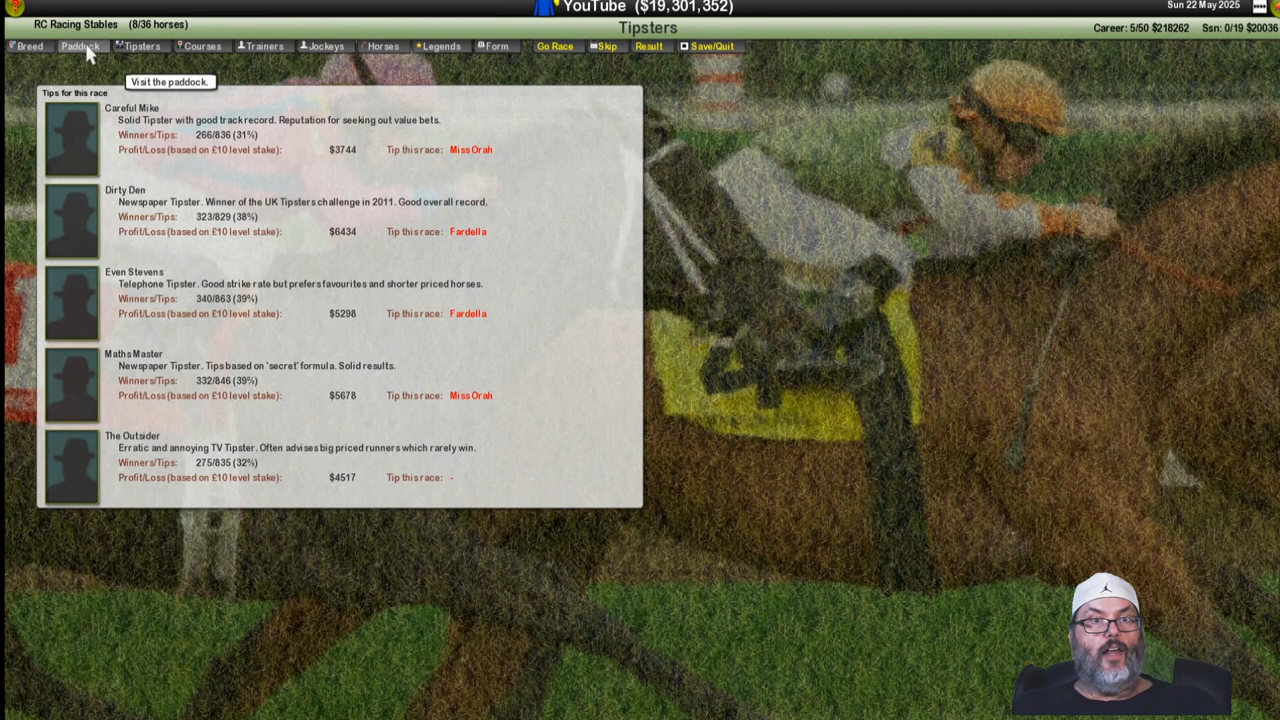 YouTube ($19,301,352)
Sun 22 May 2025
RC Racing Stables (8/36 horses)
Tipsters
Career: 5/50 $218262 Ssn: 0/19 $20036
Breed Paddock Tipsters Courses Trainers Jockeys Horses Legends Form Go Race Skip Result Save/Quit
Visit the paddock.
Tips for this race
Careful Mike
Solid Tipster with good track record. Reputation for seeking out value bets.
Winners/Tips: 266/836 (31%)
Profit/Loss (based on £10 level stake): $3744 Tip this race: Miss Orah
Dirty Den
Newspaper Tipster. Winner of the UK Tipsters challenge in 2011. Good overall record.
Winners/Tips: 323/829 (38%)
Profit/Loss (based on £10 level stake): $6434 Tip this race: Fardella
Even Stevens
Telephone Tipster. Good strike rate but prefers favourites and shorter priced horses.
Winners/Tips: 340/863 (39%)
Profit/Loss (based on £10 level stake): $5298 Tip this race: Fardella
Maths Master
Newspaper Tipster. Tips based on 'secret' formula. Solid results.
Winners/Tips: 332/846 (39%)
Profit/Loss (based on £10 level stake): $5678 Tip this race: Miss Orah
The Outsider
Erratic and annoying TV Tipster. Often advises big priced runners which rarely win.
Winners/Tips: 275/835 (32%)
Profit/Loss (based on £10 level stake): $4517 Tip this race: -